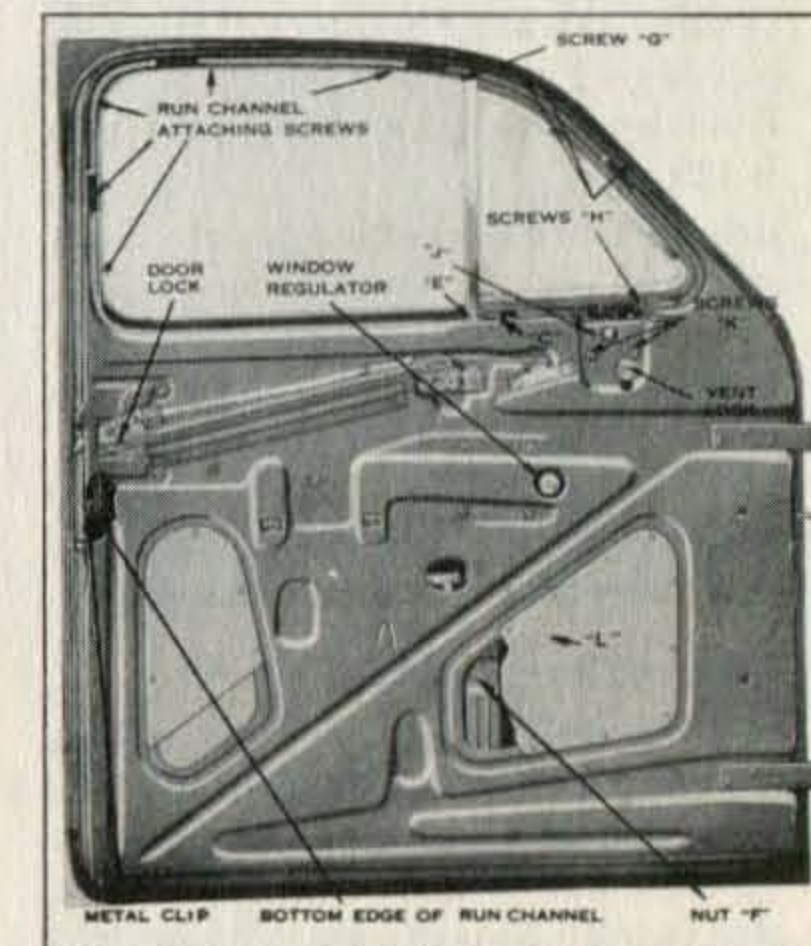 SCREW "G"
RUN CHANNEL
ATTACHING SCREWS
SCREWS "H"
"J"
"E"
DOOR
LOCK
WINDOW
REGULATOR
SCREWS
"K"
VENT
"L"
METAL CLIP
BOTTOM EDGE OF RUN CHANNEL
NUT "F"